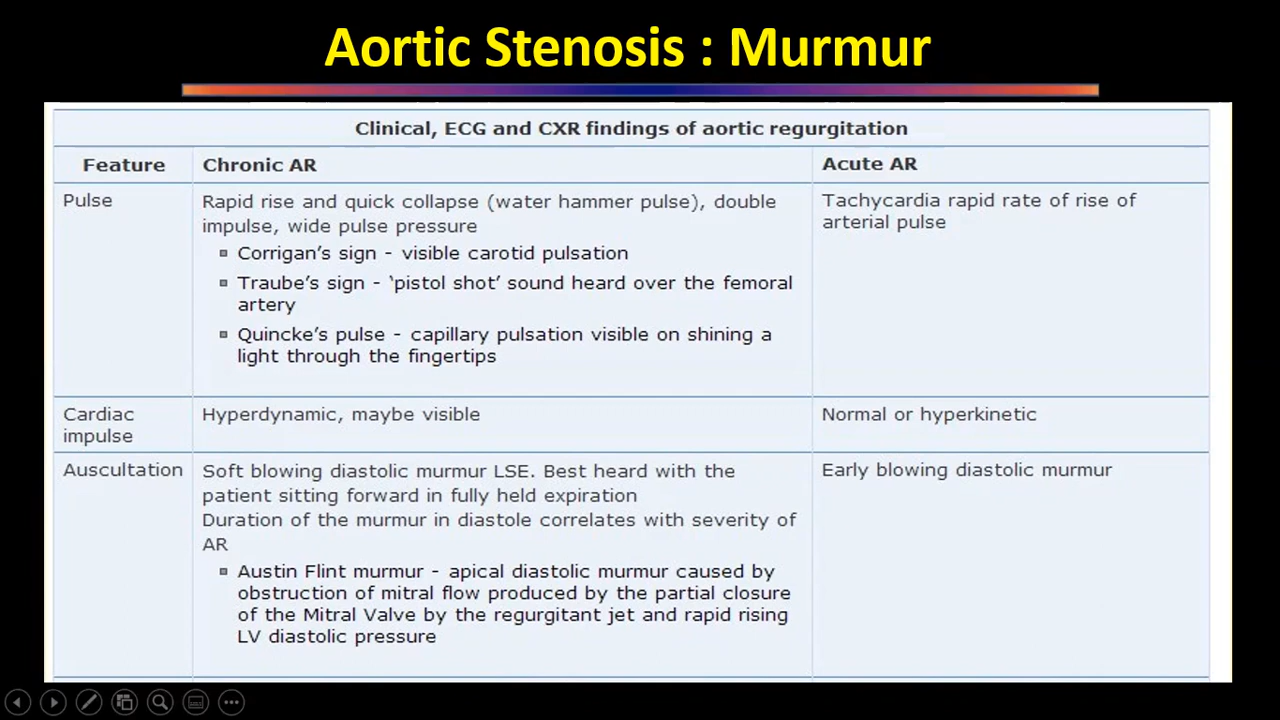 Aortic Stenosis : Murmur
Clinical, ECG and CXR findings of aortic regurgitation
Feature
Chronic AR
Acute AR
Pulse
Rapid rise and quick collapse (water hammer pulse), double
impulse, wide pulse pressure
Corrigan’s sign - visible carotid pulsation
Traube’s sign - ‘pistol shot’ sound heard over the femoral
artery
Quincke’s pulse - capillary pulsation visible on shining a
light through the fingertips
Tachycardia rapid rate of rise of
arterial pulse
Cardiac
impulse
Hyperdynamic, maybe visible
Normal or hyperkinetic
Auscultation
Soft blowing diastolic murmur LSE. Best heard with the
patient sitting forward in fully held expiration
Duration of the murmur in diastole correlates with severity of
AR
Austin Flint murmur - apical diastolic murmur caused by
obstruction of mitral flow produced by the partial closure
of the Mitral Valve by the regurgitant jet and rapid rising
LV diastolic pressure
Early blowing diastolic murmur